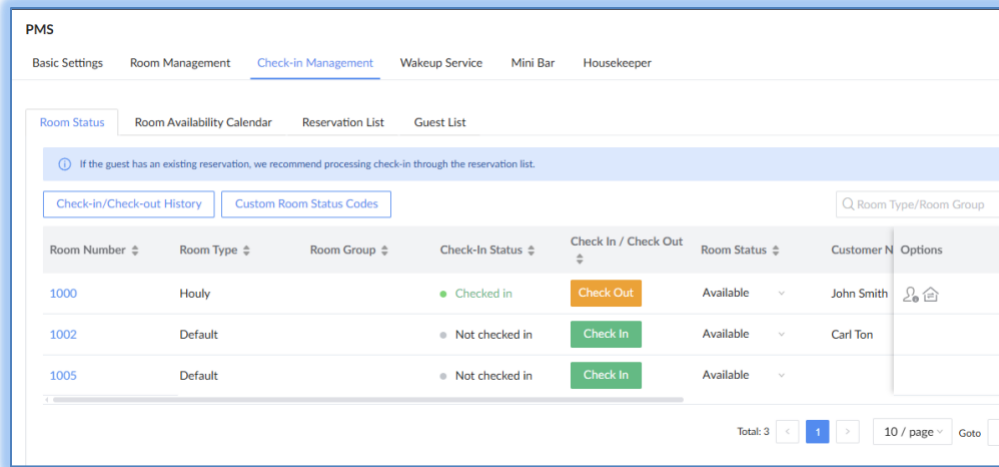 PMS
Basic Settings Room Management Check-in Management Wakeup Service Mini Bar Housekeeper
Room Status Room Availability Calendar Reservation List Guest List
If the guest has an existing reservation, we recommend processing check-in through the reservation list.
Check-in/Check-out History Custom Room Status Codes Room Type/Room Group
Room Number Room Type Room Group Check-In Status Check In / Check Out Room Status Customer N Options
1000 Houly Checked in Check Out Available John Smith
1002 Default Not checked in Check In Available Carl Ton
1005 Default Not checked in Check In Available
Total: 3 < 1 > 10 / page Goto